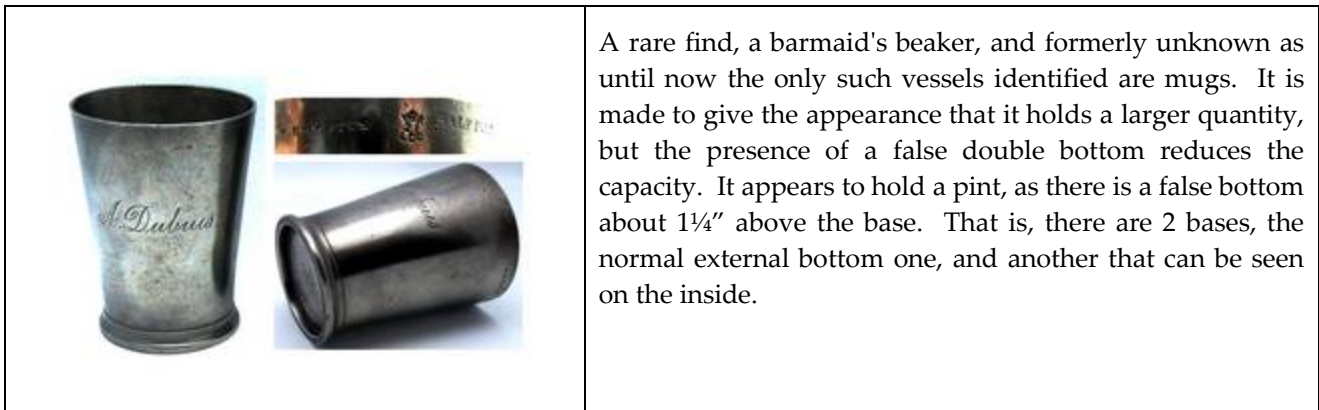 A. Dubuis
HALF PINT
A rare find, a barmaid's beaker, and formerly unknown as
until now the only such vessels identified are mugs. It is
made to give the appearance that it holds a larger quantity,
but the presence of a false double bottom reduces the
capacity. It appears to hold a pint, as there is a false bottom
about 1¼” above the base. That is, there are 2 bases, the
normal external bottom one, and another that can be seen
on the inside.